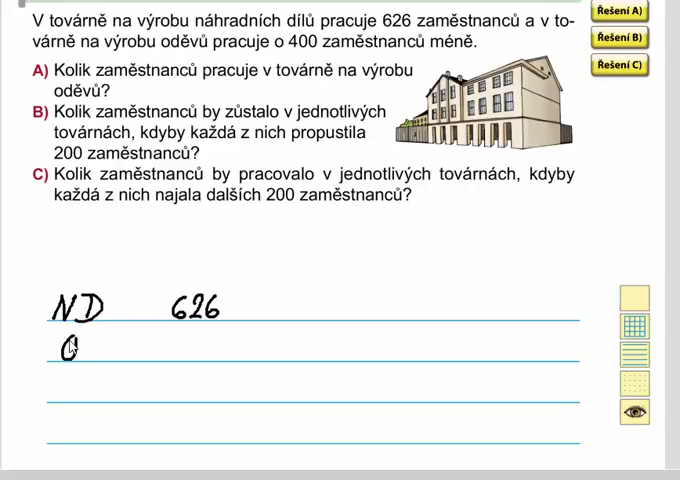 V továrně na výrobu náhradních dílů pracuje 626 zaměstnanců a v to-
várně na výrobu oděvů pracuje o 400 zaměstnanců méně.
A) Kolik zaměstnanců pracuje v továrně na výrobu
oděvů?
B) Kolik zaměstnanců by zůstalo v jednotlivých
továrnách, kdyby každá z nich propustila
200 zaměstnanců?
C) Kolik zaměstnanců by pracovalo v jednotlivých továrnách, kdyby
každá z nich najala dalších 200 zaměstnanců?
Řešení A)
Řešení B)
Řešení C)
ND 626
O